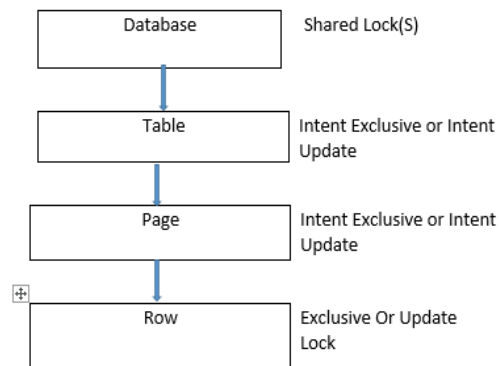 Database
Shared Lock(S)
Table
Intent Exclusive or Intent
Update
Page
Intent Exclusive or Intent
Update
Row
Exclusive Or Update
Lock